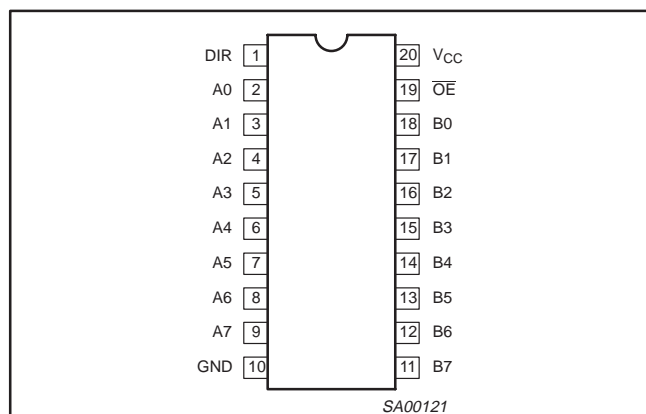 DIR 1 20 VCC
A0 2 19 O̅E̅
A1 3 18 B0
A2 4 17 B1
A3 5 16 B2
A4 6 15 B3
A5 7 14 B4
A6 8 13 B5
A7 9 12 B6
GND 10 11 B7
SA00121